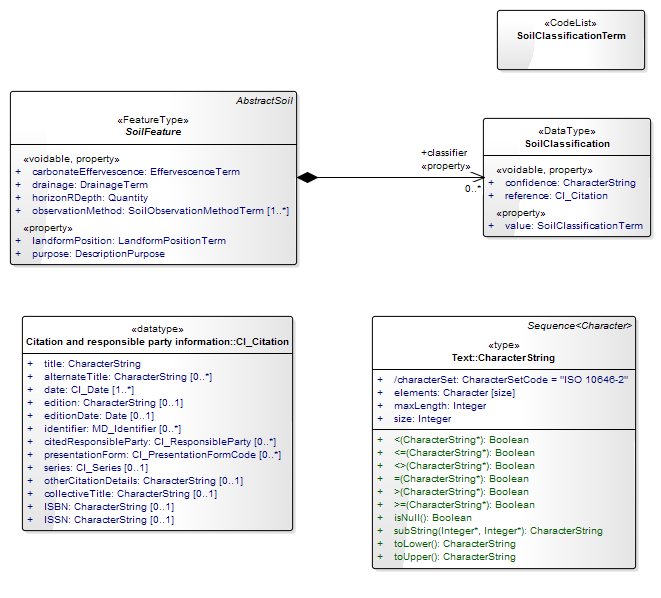 «CodeList»
SoilClassificationTerm
AbstractSoil
«FeatureType»
SoilFeature
«voidable, property»
+ carbonateEffervescence: EffervescenceTerm
+ drainage: DrainageTerm
+ horizonRDepth: Quantity
+ observationMethod: SoilObservationMethodTerm [1..*]
«property»
+ landformPosition: LandformPositionTerm
+ purpose: DescriptionPurpose
+classifier
«property»
0..*
«DataType»
SoilClassification
«voidable, property»
+ confidence: CharacterString
+ reference: CI_Citation
«property»
+ value: SoilClassificationTerm
«datatype»
Citation and responsible party information::CI_Citation
+ title: CharacterString
+ alternateTitle: CharacterString [0..*]
+ date: CI_Date [1..*]
+ edition: CharacterString [0..1]
+ editionDate: Date [0..1]
+ identifier: MD_Identifier [0..*]
+ citedResponsibleParty: CI_ResponsibleParty [0..*]
+ presentationForm: CI_PresentationFormCode [0..*]
+ series: CI_Series [0..1]
+ otherCitationDetails: CharacterString [0..1]
+ collectiveTitle: CharacterString [0..1]
+ ISBN: CharacterString [0..1]
+ ISSN: CharacterString [0..1]
Sequence<Character>
«type»
Text::CharacterString
+ /characterSet: CharacterSetCode = "ISO 10646-2"
+ elements: Character [size]
+ maxLength: Integer
+ size: Integer
+ <(CharacterString*): Boolean
+ <=(CharacterString*): Boolean
+ <>(CharacterString*): Boolean
+ =(CharacterString*): Boolean
+ >(CharacterString*): Boolean
+ >=(CharacterString*): Boolean
+ isNull(): Boolean
+ subString(Integer*, Integer*): CharacterString
+ toLower(): CharacterString
+ toUpper(): CharacterString